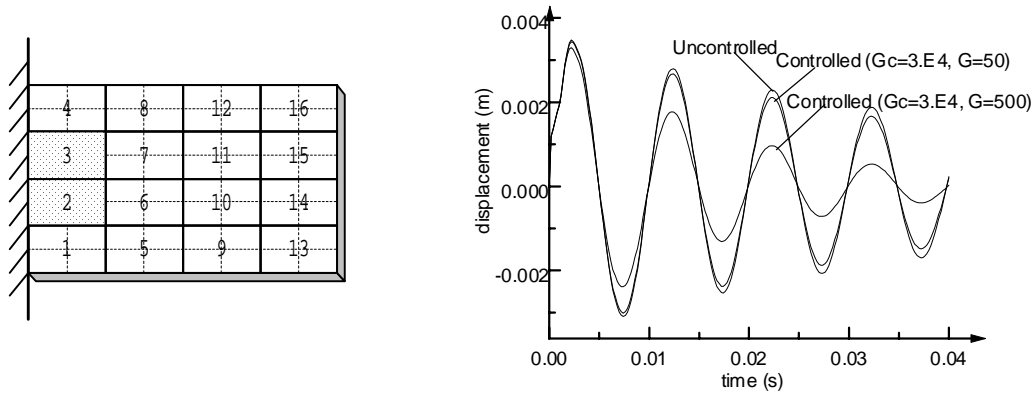 4 8 12 16
3 7 11 15
2 6 10 14
1 5 9 13
0.004
0.002
0.000
-0.002
displacement (m)
Uncontrolled
Controlled (Gc=3.E4, G=50)
Controlled (Gc=3.E4, G=500)
0.00 0.01 0.02 0.03 0.04
time (s)